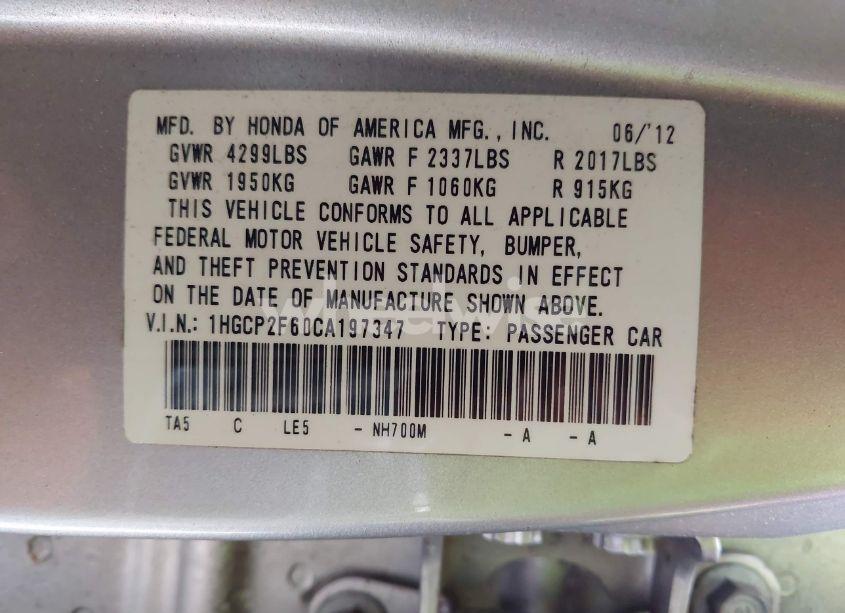 MFD. BY HONDA OF AMERICA MFG., INC. 06/'12
GVWR 4299LBS GAWR F 2337LBS R 2017LBS
GVWR 1950KG GAWR F 1060KG R 915KG
THIS VEHICLE CONFORMS TO ALL APPLICABLE
FEDERAL MOTOR VEHICLE SAFETY, BUMPER,
AND THEFT PREVENTION STANDARDS IN EFFECT
ON THE DATE OF MANUFACTURE SHOWN ABOVE.
wheelwise
V.I.N.: 1HGCP2F60CA197347 TYPE: PASSENGER CAR
TA5 C LE5 - NH700M - A - A